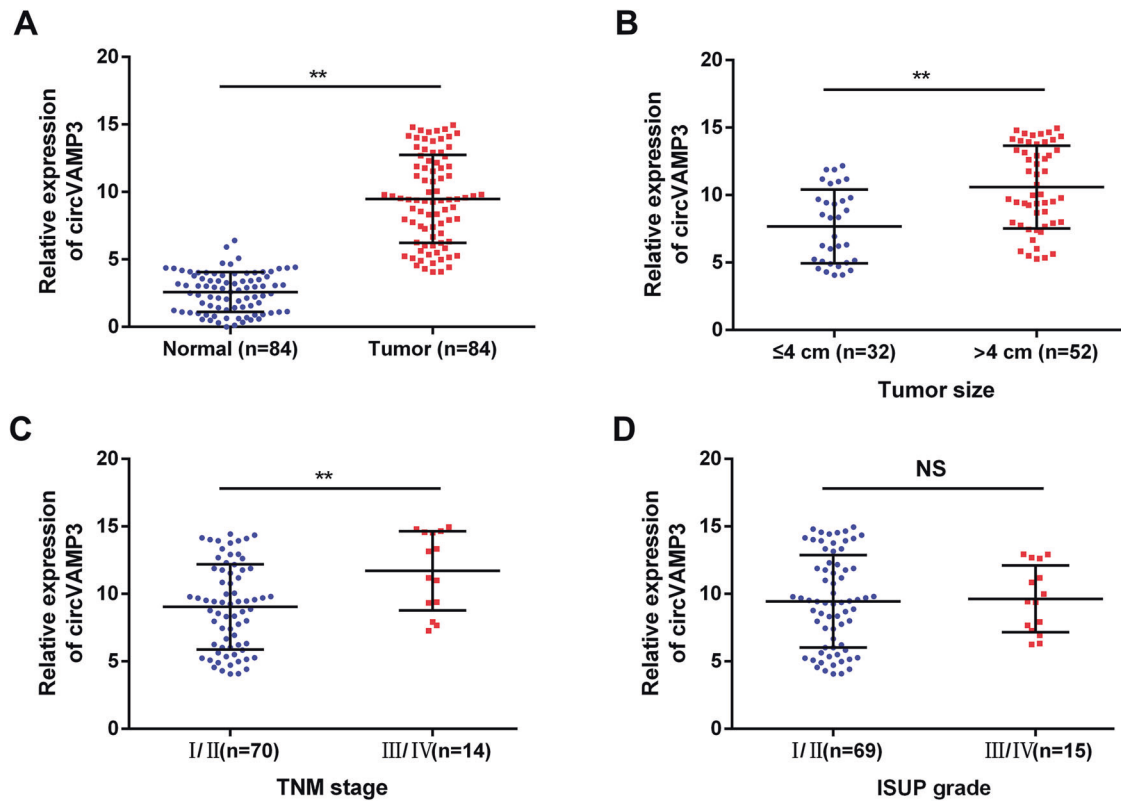 A
Relative expression
of circVAMP3
20
15
10
5
0
**
Normal (n=84)
Tumor (n=84)
B
Relative expression
of circVAMP3
20
15
10
5
0
**
≤4 cm (n=32)
>4 cm (n=52)
Tumor size
C
Relative expression
of circVAMP3
20
15
10
5
0
**
Ⅰ/Ⅱ(n=70)
Ⅲ/Ⅳ(n=14)
TNM stage
D
Relative expression
of circVAMP3
20
15
10
5
0
NS
Ⅰ/Ⅱ(n=69)
Ⅲ/Ⅳ(n=15)
ISUP grade